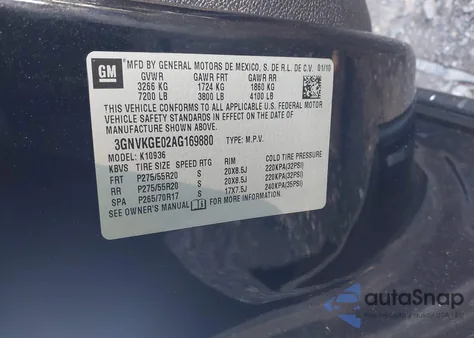 GM
MFD BY GENERAL MOTORS DE MEXICO, S. DE R.L. DE C.V. 01/10
GVWR GAWR FRT GAWR RR
3266 KG 1724 KG 1860 KG
7200 LB 3800 LB 4100 LB
THIS VEHICLE CONFORMS TO ALL APPLICABLE U.S. FEDERAL MOTOR
VEHICLE SAFETY STANDARDS IN EFFECT ON THE DATE OF
MANUFACTURE SHOWN ABOVE.
3GNVKGE02AG169880 TYPE: M.P.V.
MODEL: K10936
KBVS TIRE SIZE SPEED RTG RIM COLD TIRE PRESSURE
FRT P275/55R20 S 20X8.5J 220KPA(32PSI)
RR P275/55R20 S 20X8.5J 220KPA(32PSI)
SPA P265/70R17 S 17X7.5J 240KPA(35PSI)
SEE OWNER'S MANUAL FOR MORE INFORMATION.
autoSnap